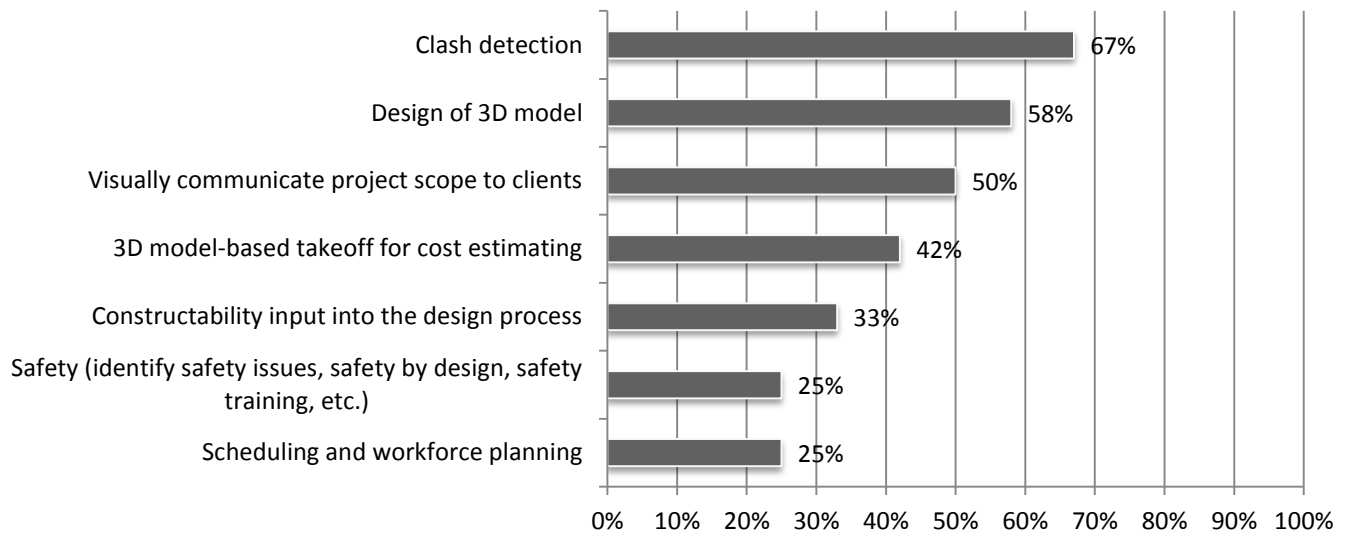 Clash detection
67%
Design of 3D model
58%
Visually communicate project scope to clients
50%
3D model-based takeoff for cost estimating
42%
Constructability input into the design process
33%
Safety (identify safety issues, safety by design, safety
training, etc.)
25%
Scheduling and workforce planning
25%
0% 10% 20% 30% 40% 50% 60% 70% 80% 90% 100%